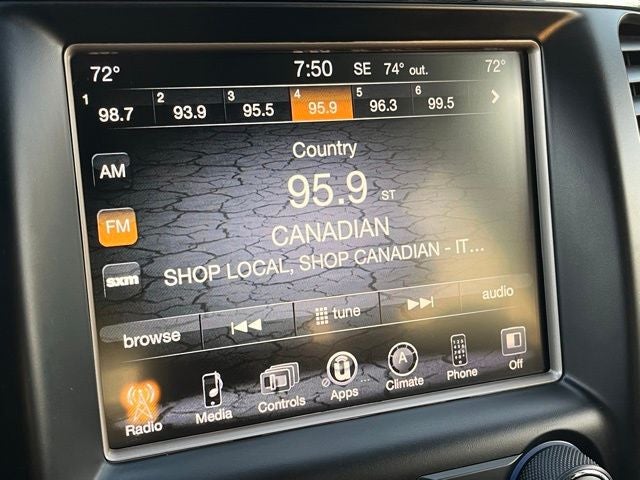 72° 7:50 SE 74° out. 72°
1 98.7 2 93.9 3 95.5 4 95.9 5 96.3 6 99.5
Country
AM
95.9 ST
FM
CANADIAN
SHOP LOCAL, SHOP CANADIAN - IT...
sxm
browse tune audio
Radio Media Controls Apps A Climate Phone Off